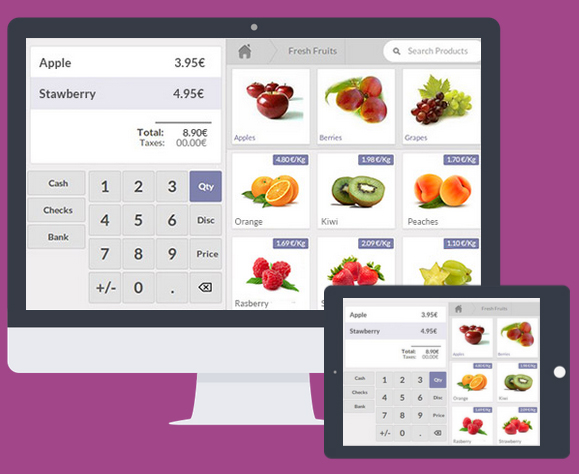 Apple 3.95€
Stawberry 4.95€
Total: 8.90€
Taxes: 00.00€
Cash 1 2 3 Qty
Checks 4 5 6 Disc
Bank 7 8 9 Price
+/- 0 .
Fresh Fruits Search Products
Apples Berries Grapes
4.80€/Kg 1.98€/Kg 1.70€/Kg
Orange Kiwi Peaches
1.69€/Kg 2.09€/Kg 1.10€/Kg
Rasberry S
Apple 3.95€
Stawberry 4.95€
Total: 8.90€
Taxes: 00.00€
Cash 1 2 3 Qty
Checks 4 5 6 Disc
Bank 7 8 9 Price
+/- 0 .
Fresh Fruits
Apples Berries
Orange Kiwi
Rasberry Strawberry